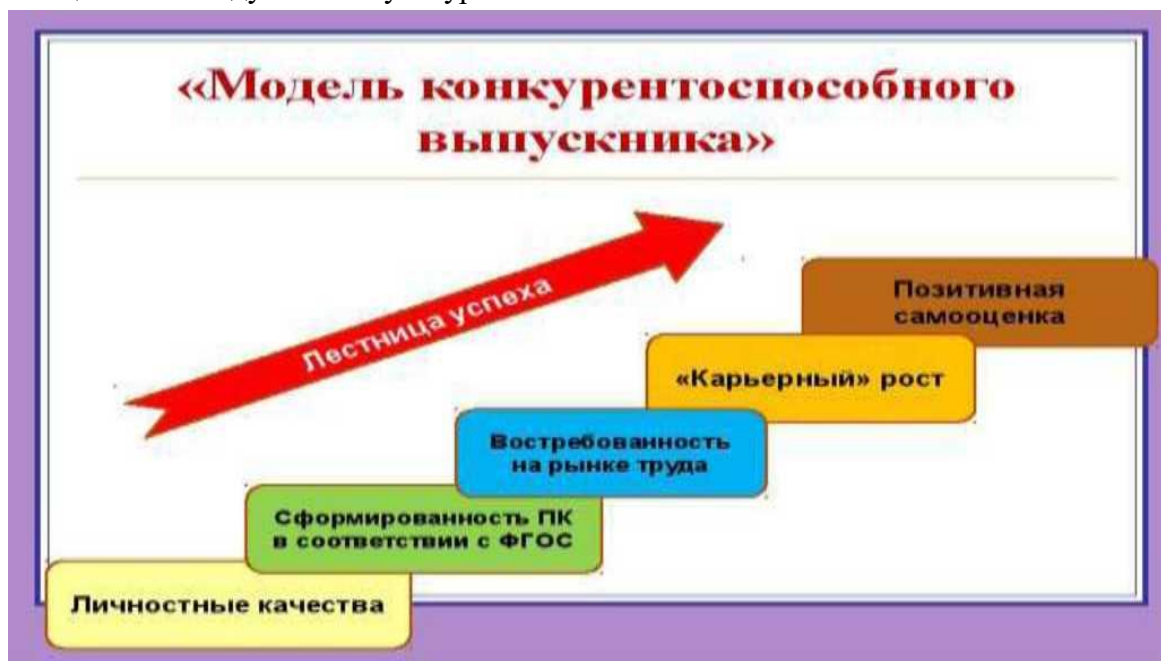 «Модель конкурентоспособного
выпускника»
Лестница успеха
Позитивная
самооценка
«Карьерный» рост
Востребованность
на рынке труда
Сформированность ПК
в соответствии с ФГОС
Личностные качества